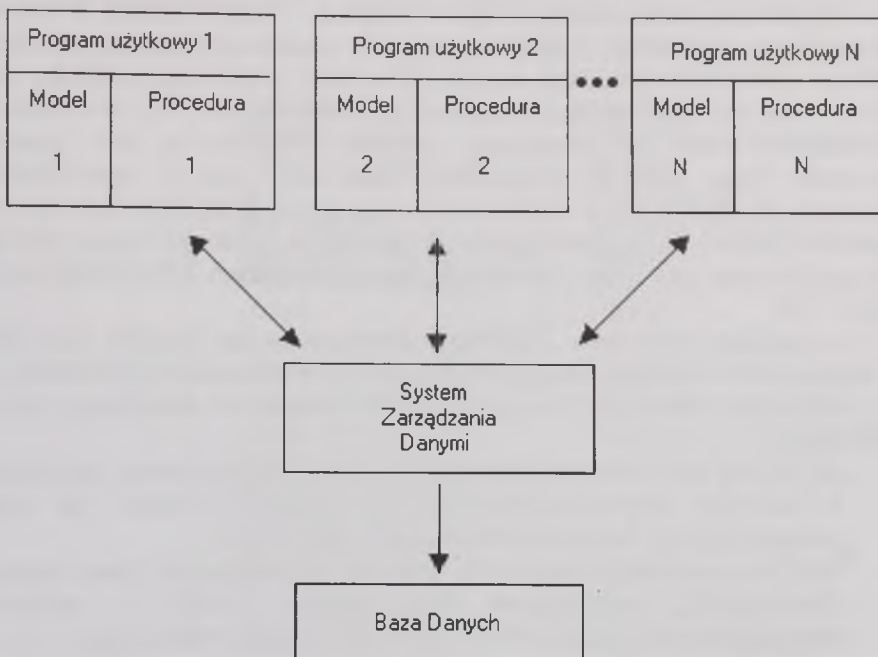 Program użytkowy 1
Model Procedura
1 1
Program użytkowy 2
Model Procedura
2 2
Program użytkowy N
Model Procedura
N N
System
Zarządzania
Danymi
Baza Danych